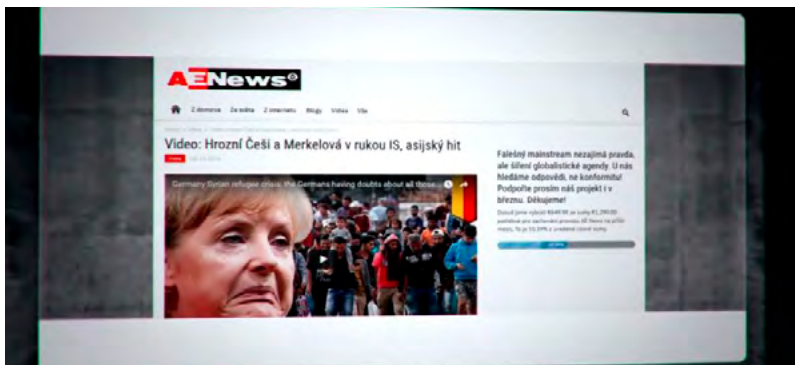 AENews
Z domova Ze světa Z internetu Blogy Videa Vše
Video: Hrozní Češi a Merkelová v rukou IS, asijský hit
Germany Syrian refugee crisis: the Germans having doubts about all those...
Falešný mainstream nezajímá pravda,
ale šíření globalistické agendy. U nás
hledáme odpovědi, ne konformitu!
Podpořte prosím náš projekt i v
březnu. Děkujeme!